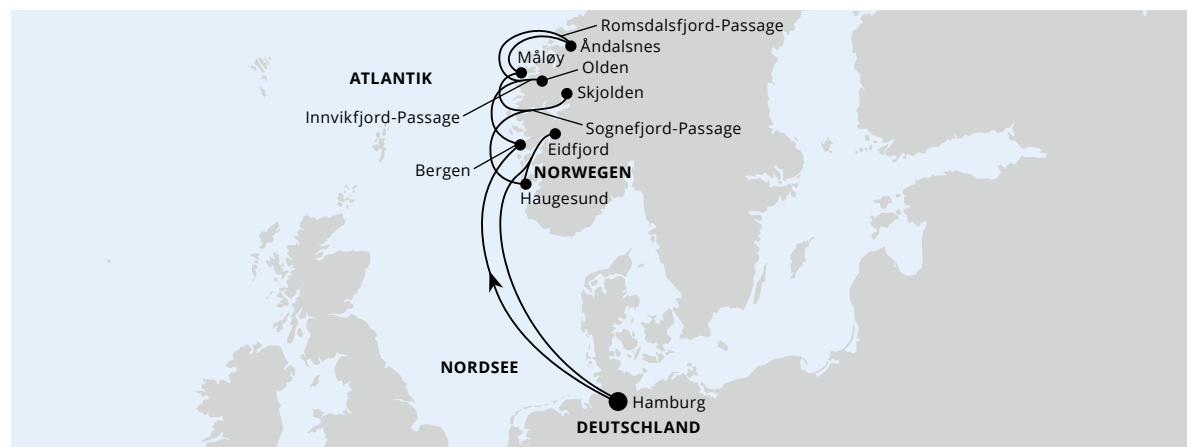 Romsdalsfjord-Passage
Åndalsnes
Måløy
Olden
ATLANTIK
Skjolden
Innvikfjord-Passage
Sognefjord-Passage
Eidfjord
Bergen
NORWEGEN
Haugesund
NORDSEE
Hamburg
DEUTSCHLAND